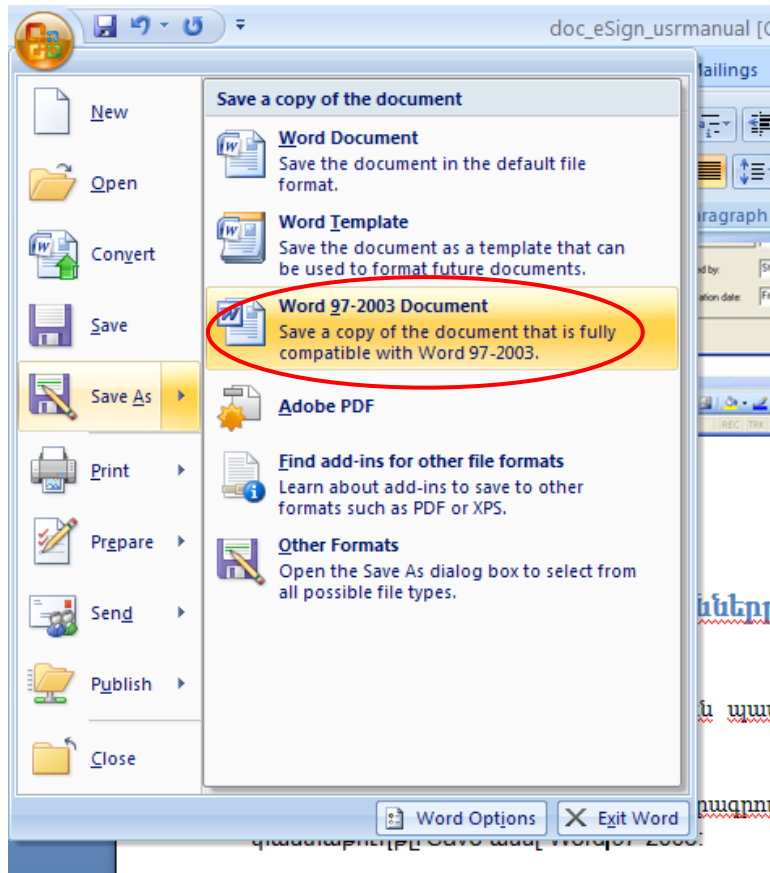 doc_eSign_usrmanual
Mailings
New
Open
Convert
Save
Save As
Print
Prepare
Send
Publish
Close
Save a copy of the document
Word Document
Save the document in the default file
format.
Word Template
Save the document as a template that can
be used to format future documents.
Word 97-2003 Document
Save a copy of the document that is fully
compatible with Word 97-2003.
Adobe PDF
Find add-ins for other file formats
Learn about add-ins to save to other
formats such as PDF or XPS.
Other Formats
Open the Save As dialog box to select from
all possible file types.
REC TRK
Word Options
Exit Word